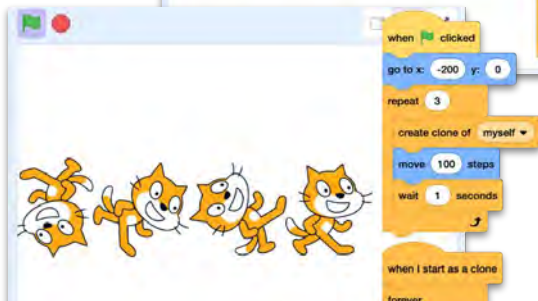 when clicked
go to x: -200 y: 0
repeat 3
create clone of myself
move 100 steps
wait 1 seconds
when I start as a clone
forever